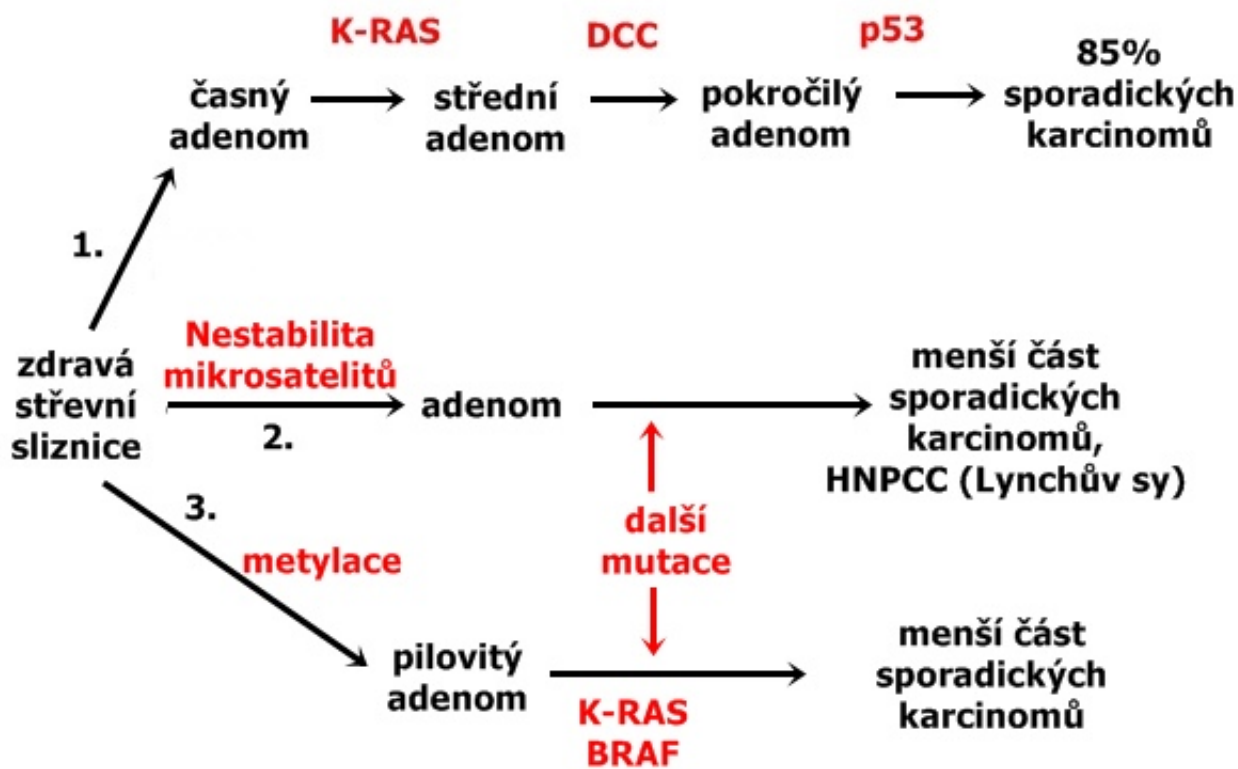 K-RAS
DCC
p53
časný
adenom
střední
adenom
pokročilý
adenom
85%
sporadických
karcinomů
1.
zdravá
střevní
sliznice
Nestabilita
mikrosatelitů
2.
adenom
menší část
sporadických
karcinomů,
HNPCC (Lynchův sy)
3.
metylace
další
mutace
pilovitý
adenom
K-RAS
BRAF
menší část
sporadických
karcinomů